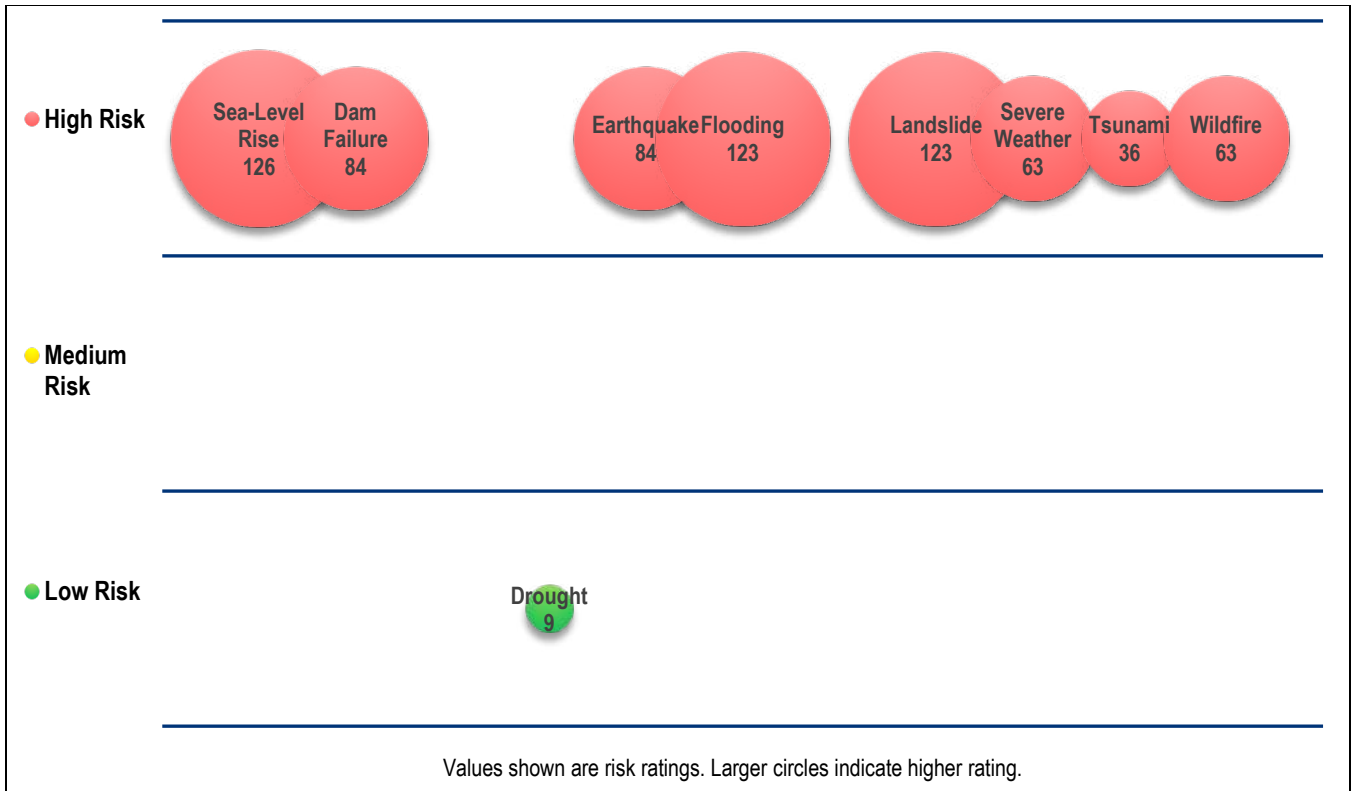 High Risk
Sea-Level
Rise
126
Dam
Failure
84
Earthquake
84
Flooding
123
Landslide
123
Severe
Weather
63
Tsunami
36
Wildfire
63
Medium
Risk
Low Risk
Drought
9
Values shown are risk ratings. Larger circles indicate higher rating.